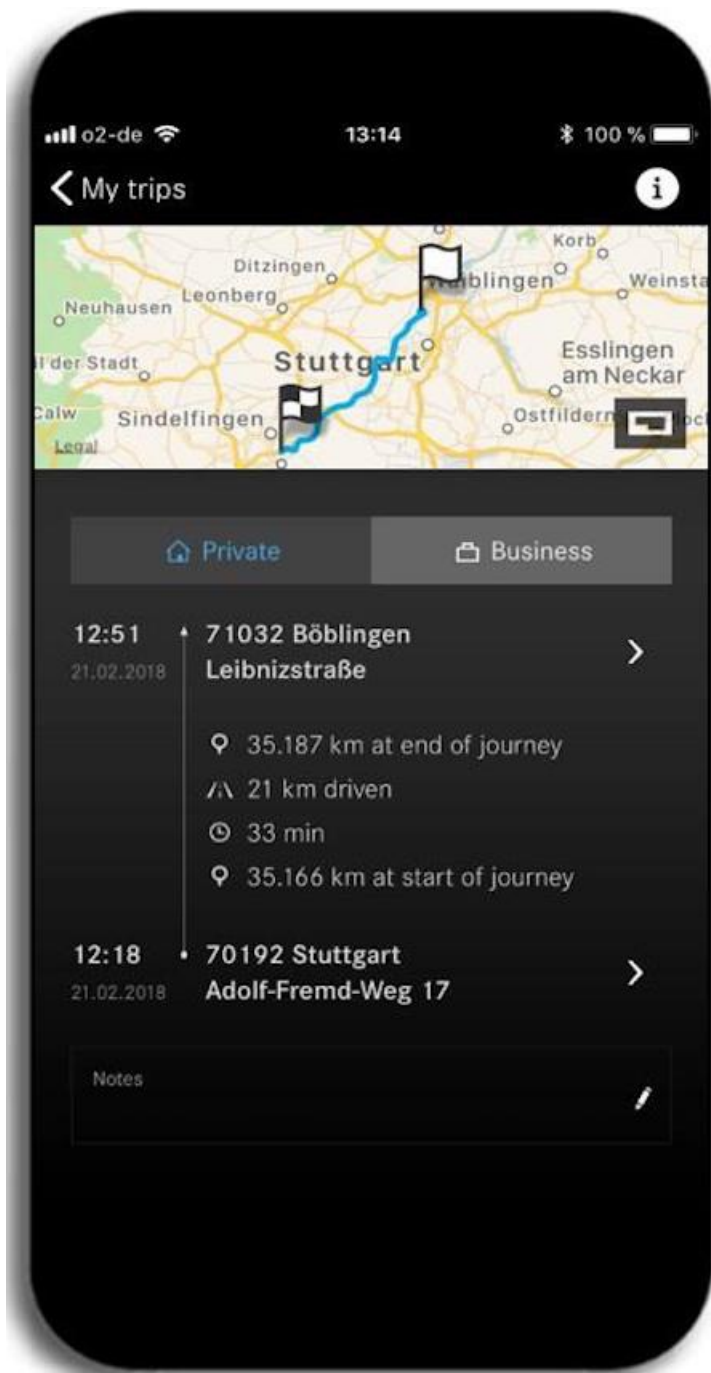 o2-de 13:14 100 %
My trips i
Korb
Ditzingen
Waiblingen
Leonberg Weinsta
Neuhausen
il der Stadt Stuttgart Esslingen
am Neckar
Calw Sindelfingen Ostfildern
Legal
Private Business
12:51 71032 Böblingen
21.02.2018 Leibnizstraße
35.187 km at end of journey
21 km driven
33 min
35.166 km at start of journey
12:18 70192 Stuttgart
21.02.2018 Adolf-Fremd-Weg 17
Notes